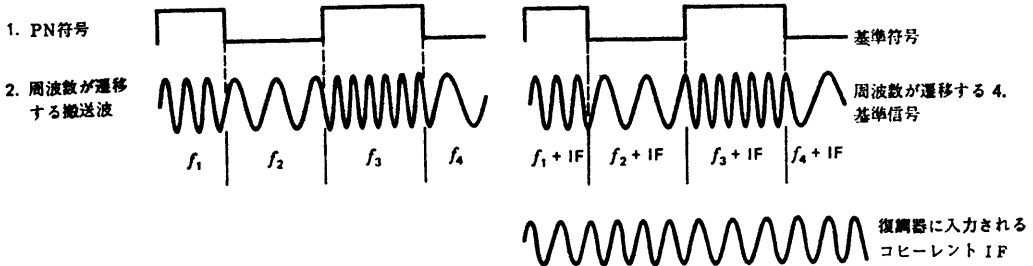 1. PN符号
2. 周波数が遷移
する搬送波
f₁
f₂
f₃
f₄
基準符号
周波数が遷移する 4.
基準信号
f₁ + IF
f₂ + IF
f₃ + IF
f₄ + IF
復調器に入力される
コヒーレント IF